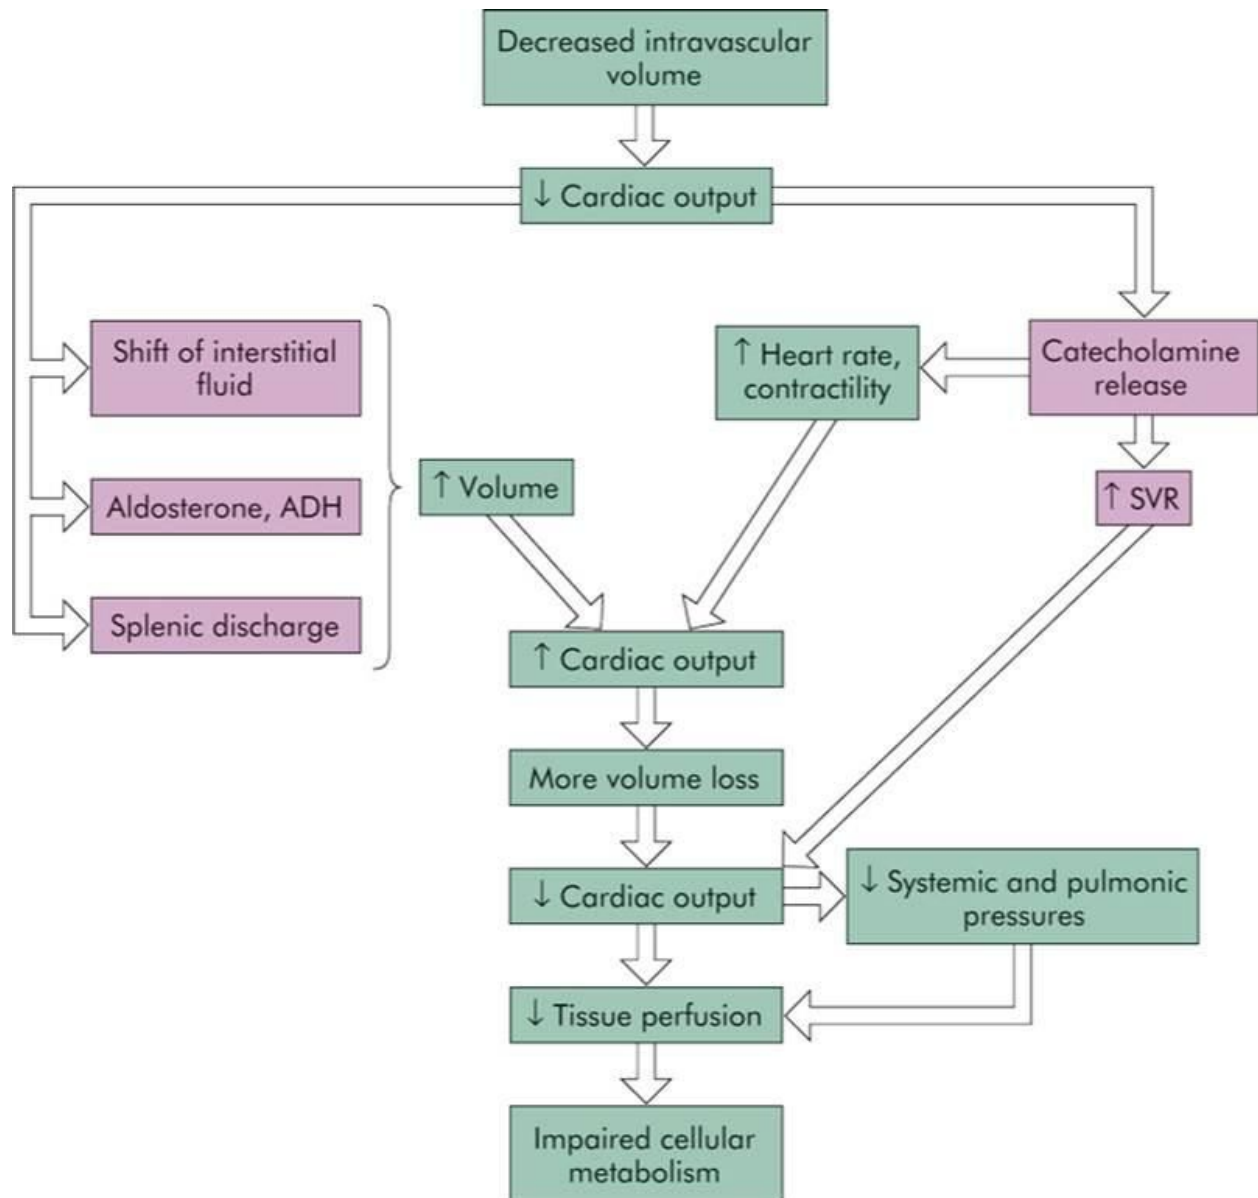 Decreased intravascular
volume
↓ Cardiac output
Shift of interstitial
fluid
Aldosterone, ADH
Splenic discharge
↑ Volume
↑ Heart rate,
contractility
Catecholamine
release
↑ SVR
↑ Cardiac output
More volume loss
↓ Cardiac output
↓ Systemic and pulmonic
pressures
↓ Tissue perfusion
Impaired cellular
metabolism